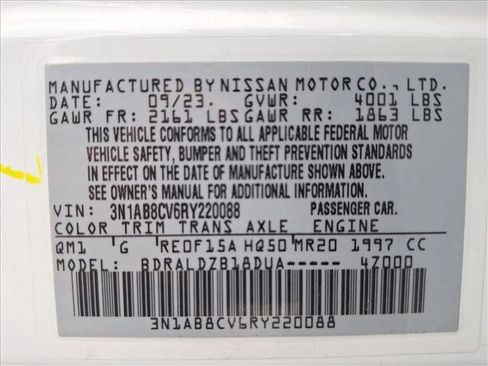 MANUFACTURED BY NISSAN MOTOR CO., LTD.
DATE: 09/23. GVWR: 4001 LBS
GAWR FR: 2161 LBS GAWR RR: 1863 LBS
THIS VEHICLE CONFORMS TO ALL APPLICABLE FEDERAL MOTOR
VEHICLE SAFETY, BUMPER AND THEFT PREVENTION STANDARDS
IN EFFECT ON THE DATE OF MANUFACTURE SHOWN ABOVE.
SEE OWNER'S MANUAL FOR ADDITIONAL INFORMATION.
VIN: 3N1AB8CV6RY220088 PASSENGER CAR.
COLOR TRIM TRANS AXLE ENGINE
QM1 G RE0F15A HQ50 MR20 1997 CC
MODEL: BDRALDZB18DUA----- 4Z000
3N1AB8CV6RY220088